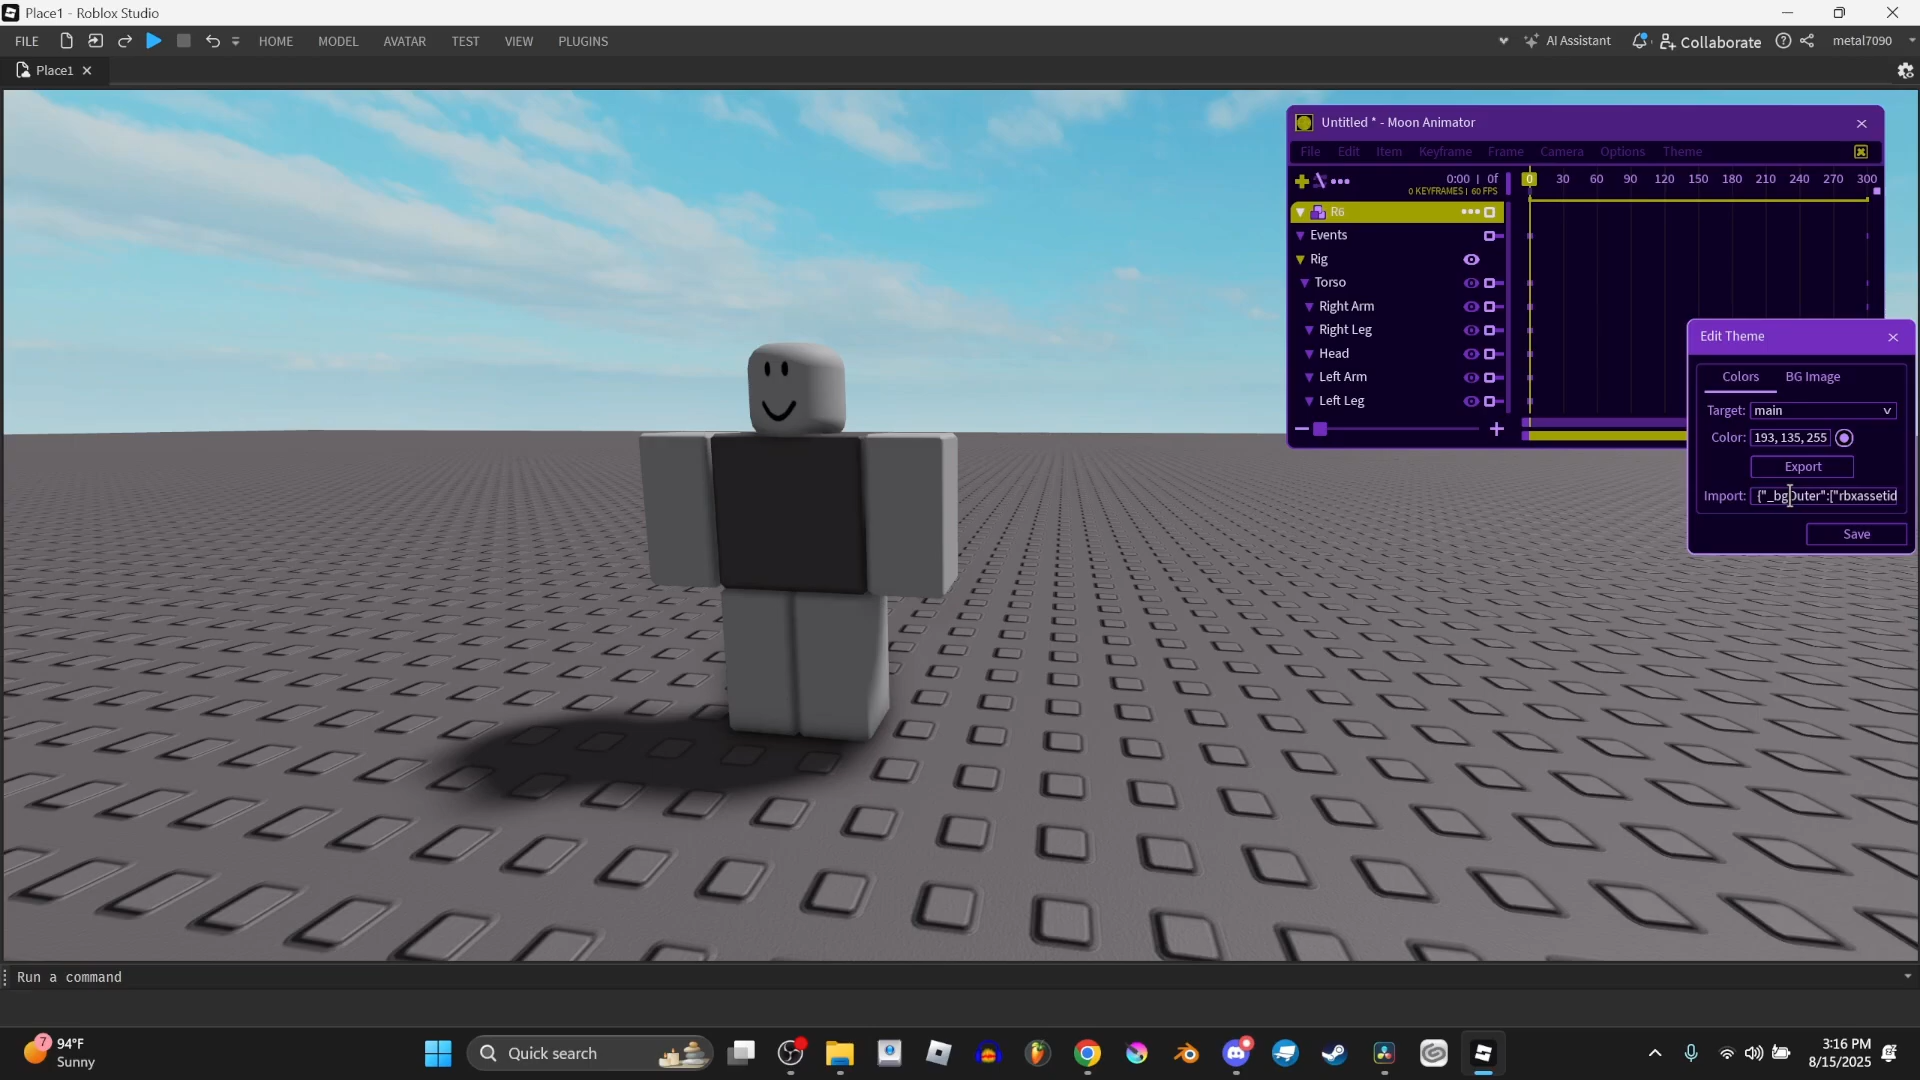 Place1 - Roblox Studio
FILE HOME MODEL AVATAR TEST VIEW PLUGINS AI Assistant Collaborate metal7090
Place1
Untitled * - Moon Animator
File Edit Item Keyframe Frame Camera Options Theme
0:00 | 0f
0 KEYFRAMES | 60 FPS
0 30 60 90 120 150 180 210 240 270 300
R6
Events
Rig
Torso
Right Arm
Right Leg
Head
Left Arm
Left Leg
Edit Theme
Colors BG Image
Target: main
Color: 193, 135, 255
Export
Import: {"_bgOuter":["rbxassetid
Save
Run a command
7
94°F
Sunny
Quick search
3:16 PM
8/15/2025